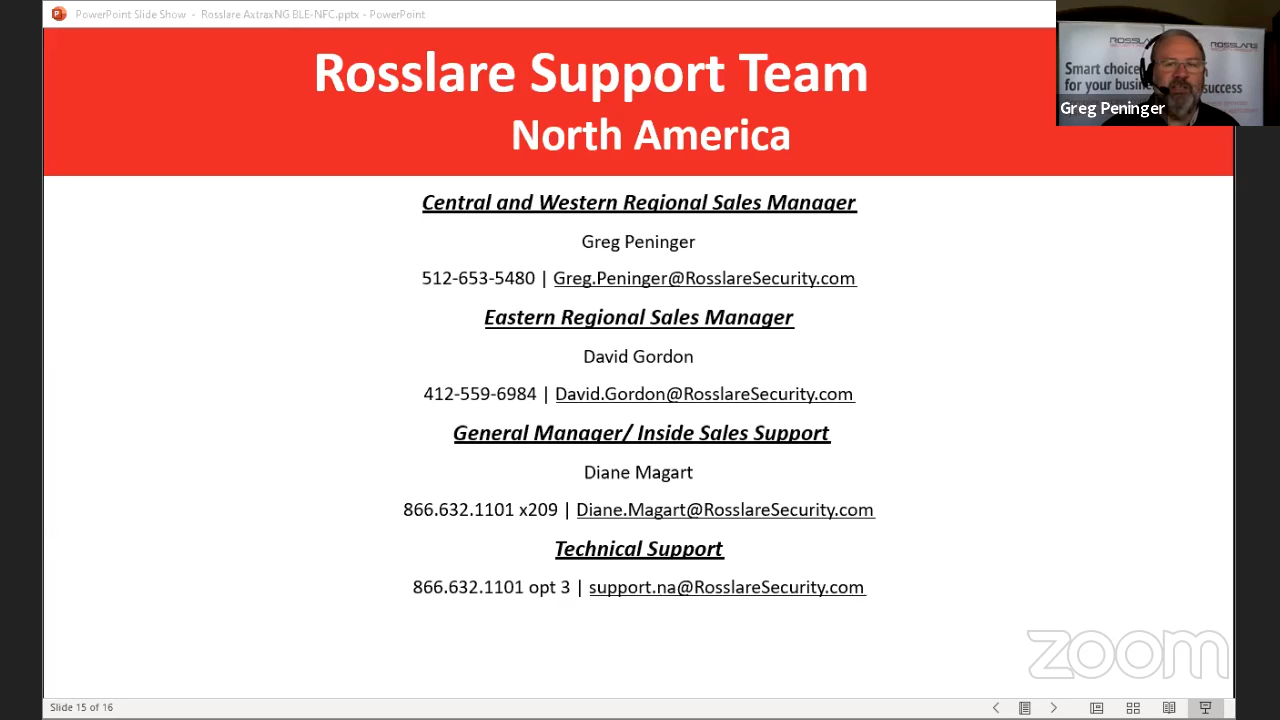 PowerPoint Slide Show - Rosslare AxtraxNG BLE-NFC.pptx - PowerPoint
Rosslare Support Team
North America
ROSSLARE
Smart choice
for your business
success
Greg Peninger
Central and Western Regional Sales Manager
Greg Peninger
512-653-5480 | Greg.Peninger@RosslareSecurity.com
Eastern Regional Sales Manager
David Gordon
412-559-6984 | David.Gordon@RosslareSecurity.com
General Manager/ Inside Sales Support
Diane Magart
866.632.1101 x209 | Diane.Magart@RosslareSecurity.com
Technical Support
866.632.1101 opt 3 | support.na@RosslareSecurity.com
zoom
Slide 15 of 16